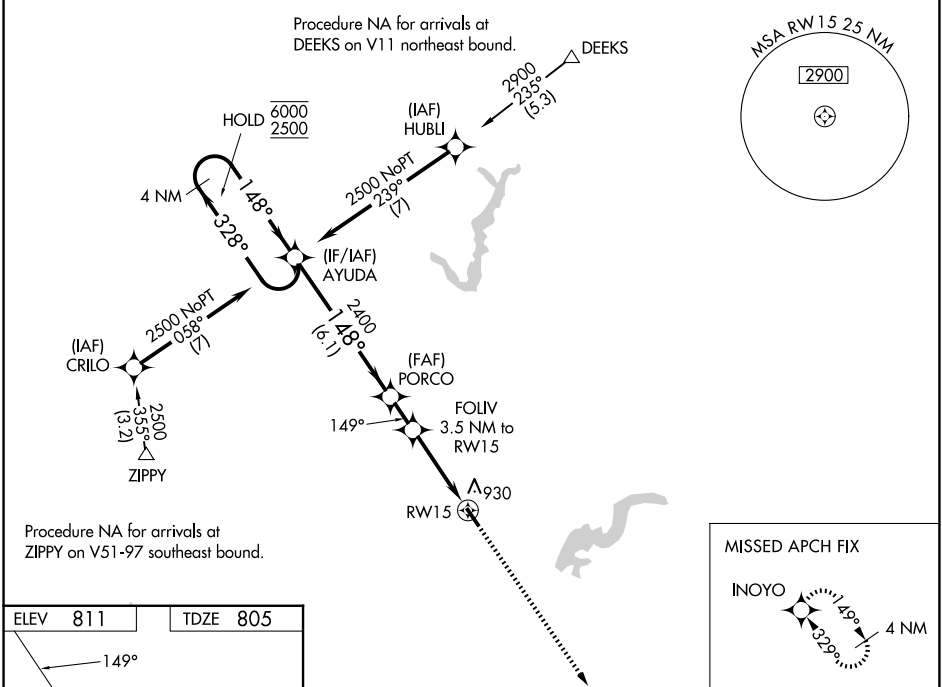 Procedure NA for arrivals at
DEEKS on V11 northeast bound.
DEEKS
2900
235°
(5.3)
MSA RW15 25 NM
2900
(IAF)
HUBLI
HOLD 6000
2500
2500 NoPT
239°
(7)
4 NM
148°
328°
(IF/IAF)
AYUDA
2500 NoPT
058°
(7)
(IAF)
CRILO
2400
148°
(6.1)
(FAF)
PORCO
2500
355°
(3.2)
ZIPPY
149°
FOLIV
3.5 NM to
RW15
930
RW15
Procedure NA for arrivals at
ZIPPY on V51-97 southeast bound.
MISSED APCH FIX
INOYO
149°
329°
4 NM
ELEV 811
TDZE 805
149°